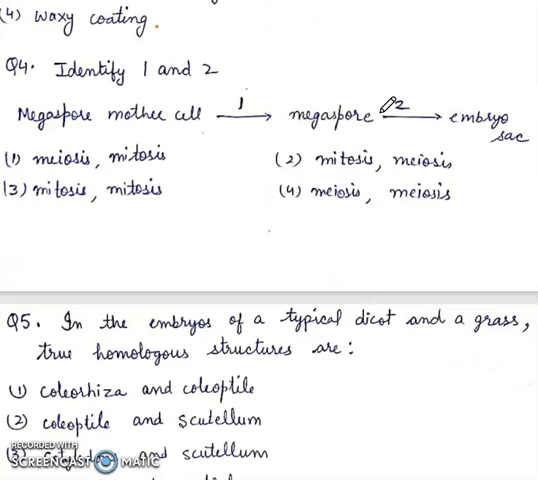 (4) waxy coating.
Q4. Identify 1 and 2
Megaspore mother cell 1 → megaspore 2 → embryo sac
(1) meiosis, mitosis (2) mitosis, meiosis
(3) mitosis, mitosis (4) meiosis, meiosis
Q5. In the embryos of a typical dicot and a grass,
true homologous structures are:
(1) coleorhiza and coleoptile
(2) coleoptile and scutellum
(3) and scutellum
RECORDED WITH
SCREENCAST MATIC